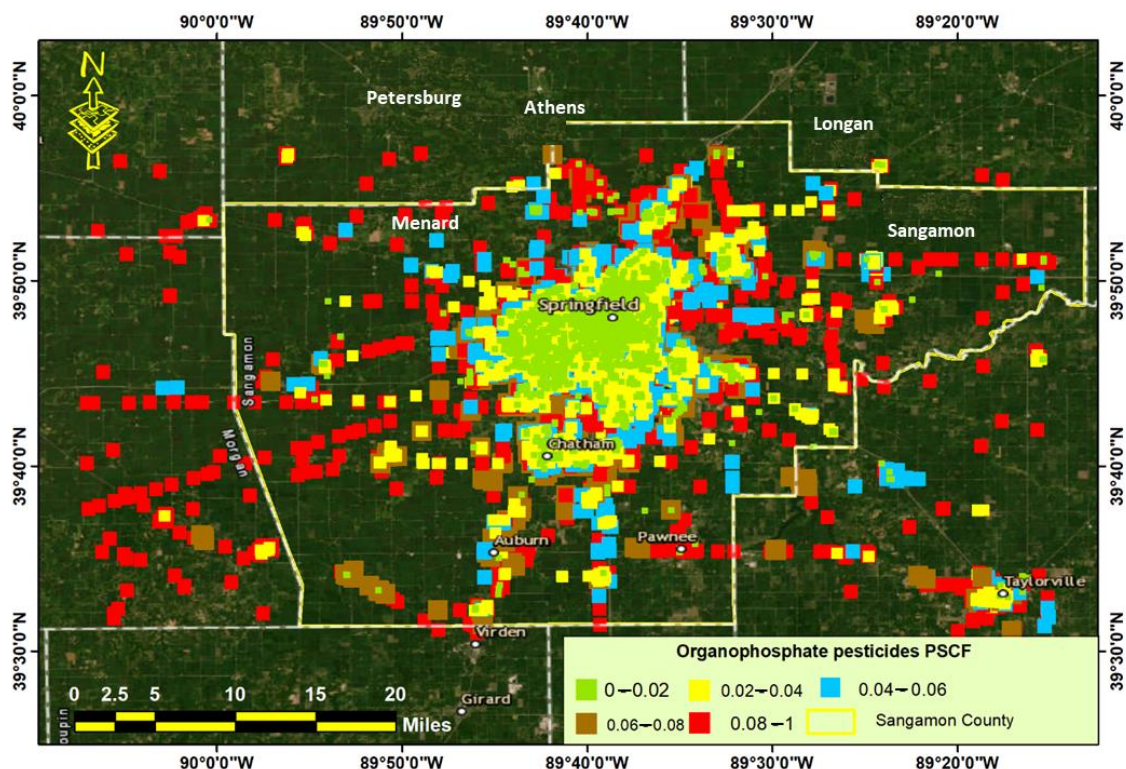 90°0'0"W 89°50'0"W 89°40'0"W 89°30'0"W 89°20'0"W
N
40°0'0"N
40°0'0"N
Petersburg
Athens
Longan
Menard
Sangamon
39°50'0"N
39°50'0"N
Springfield
Sangamon
Morgan
Chatham
39°40'0"N
39°40'0"N
Auburn
Pawnee
Taylorville
39°30'0"N
39°30'0"N
Virden
Girard
oupin
0 2.5 5 10 15 20
Miles
Organophosphate pesticides PSCF
0–0.02 0.02–0.04 0.04–0.06
0.06–0.08 0.08–1 Sangamon County
90°0'0"W 89°50'0"W 89°40'0"W 89°30'0"W 89°20'0"W